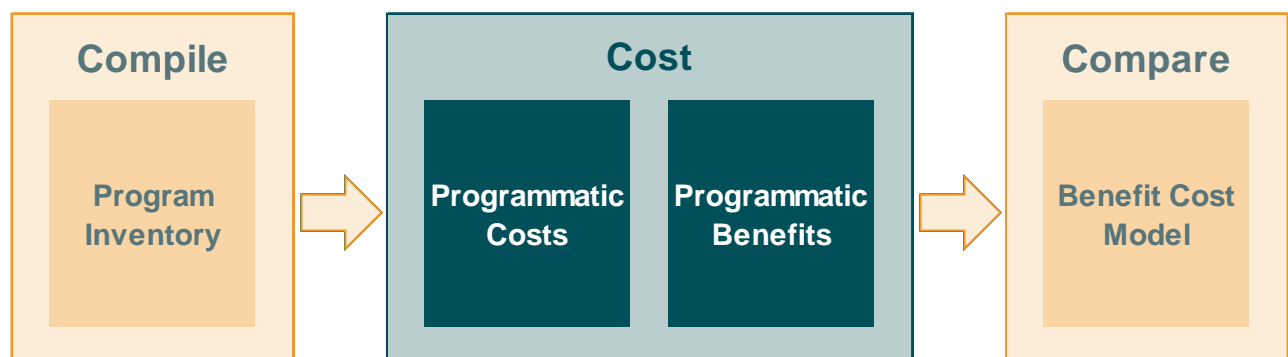 Compile
Program
Inventory
Cost
Programmatic
Costs
Programmatic
Benefits
Compare
Benefit Cost
Model